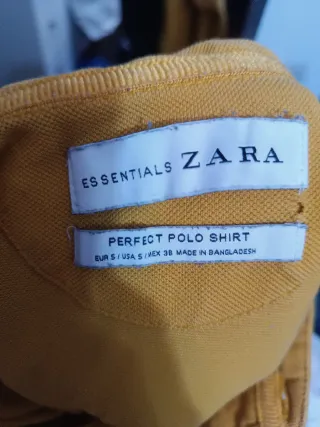 ESSENTIALS ZARA
PERFECT POLO SHIRT
EUR S / USA S / MEX 38 MADE IN BANGLADESH